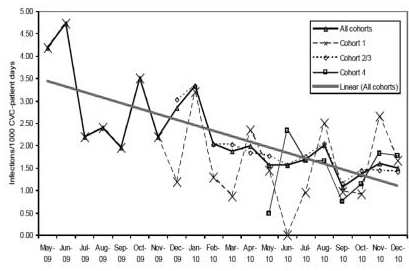 Infections/1000 CVC-patient days
5.00
4.50
4.00
3.50
3.00
2.50
2.00
1.50
1.00
0.50
0.00
All cohorts
Cohort 1
Cohort 2/3
Cohort 4
Linear (All cohorts)
May- Jun- Jul- Aug- Sep- Oct- Nov- Dec- Jan- Feb- Mar- Apr- May- Jun- Jul- Aug- Sep- Oct- Nov- Dec-
09 09 09 09 09 09 09 09 10 10 10 10 10 10 10 10 10 10 10 10